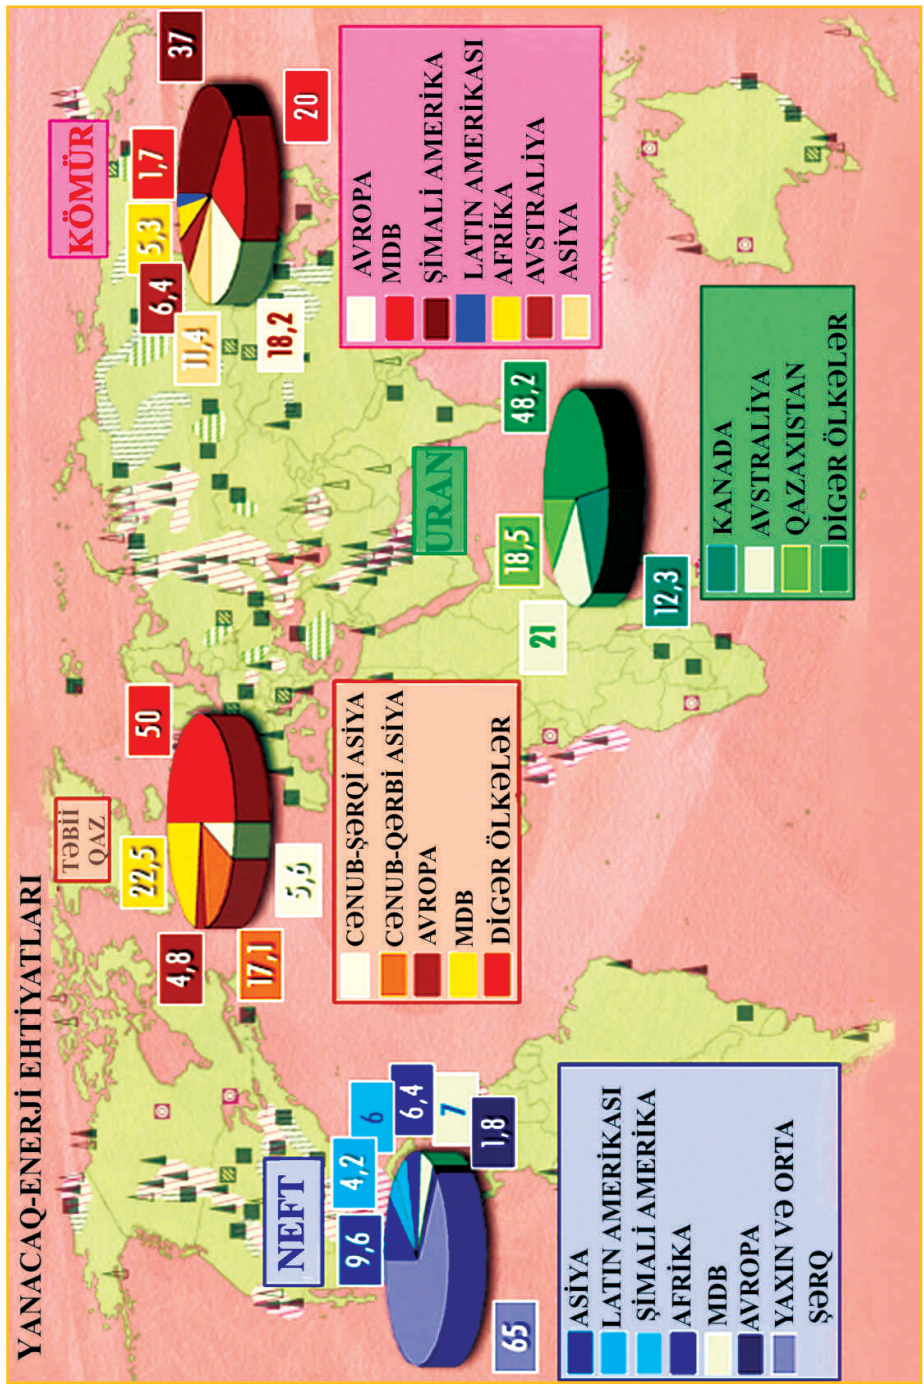 YANACAQ-ENERJİ EHTİYATLARI
NEFT
9,6
4,2
6
6,4
7
1,8
65
ASİYA
LATIN AMERİKASI
ŞİMALİ AMERİKA
AFRİKA
MDB
AVROPA
YAXIN VƏ ORTA
ŞƏRQ
TƏBİİ
QAZ
50
22,5
4,8
17,1
5,6
CƏNUB-ŞƏRQİ ASİYA
CƏNUB-QƏRBİ ASİYA
AVROPA
MDB
DİGƏR ÖLKƏLƏR
URAN
48,2
18,5
21
12,3
KANADA
AVSTRALİYA
QAZAXISTAN
DİGƏR ÖLKƏLƏR
KÖMÜR
37
20
1,7
5,3
6,4
11,4
18,2
AVROPA
MDB
ŞİMALİ AMERİKA
LATIN AMERİKASI
AFRİKA
AVSTRALİYA
ASİYA